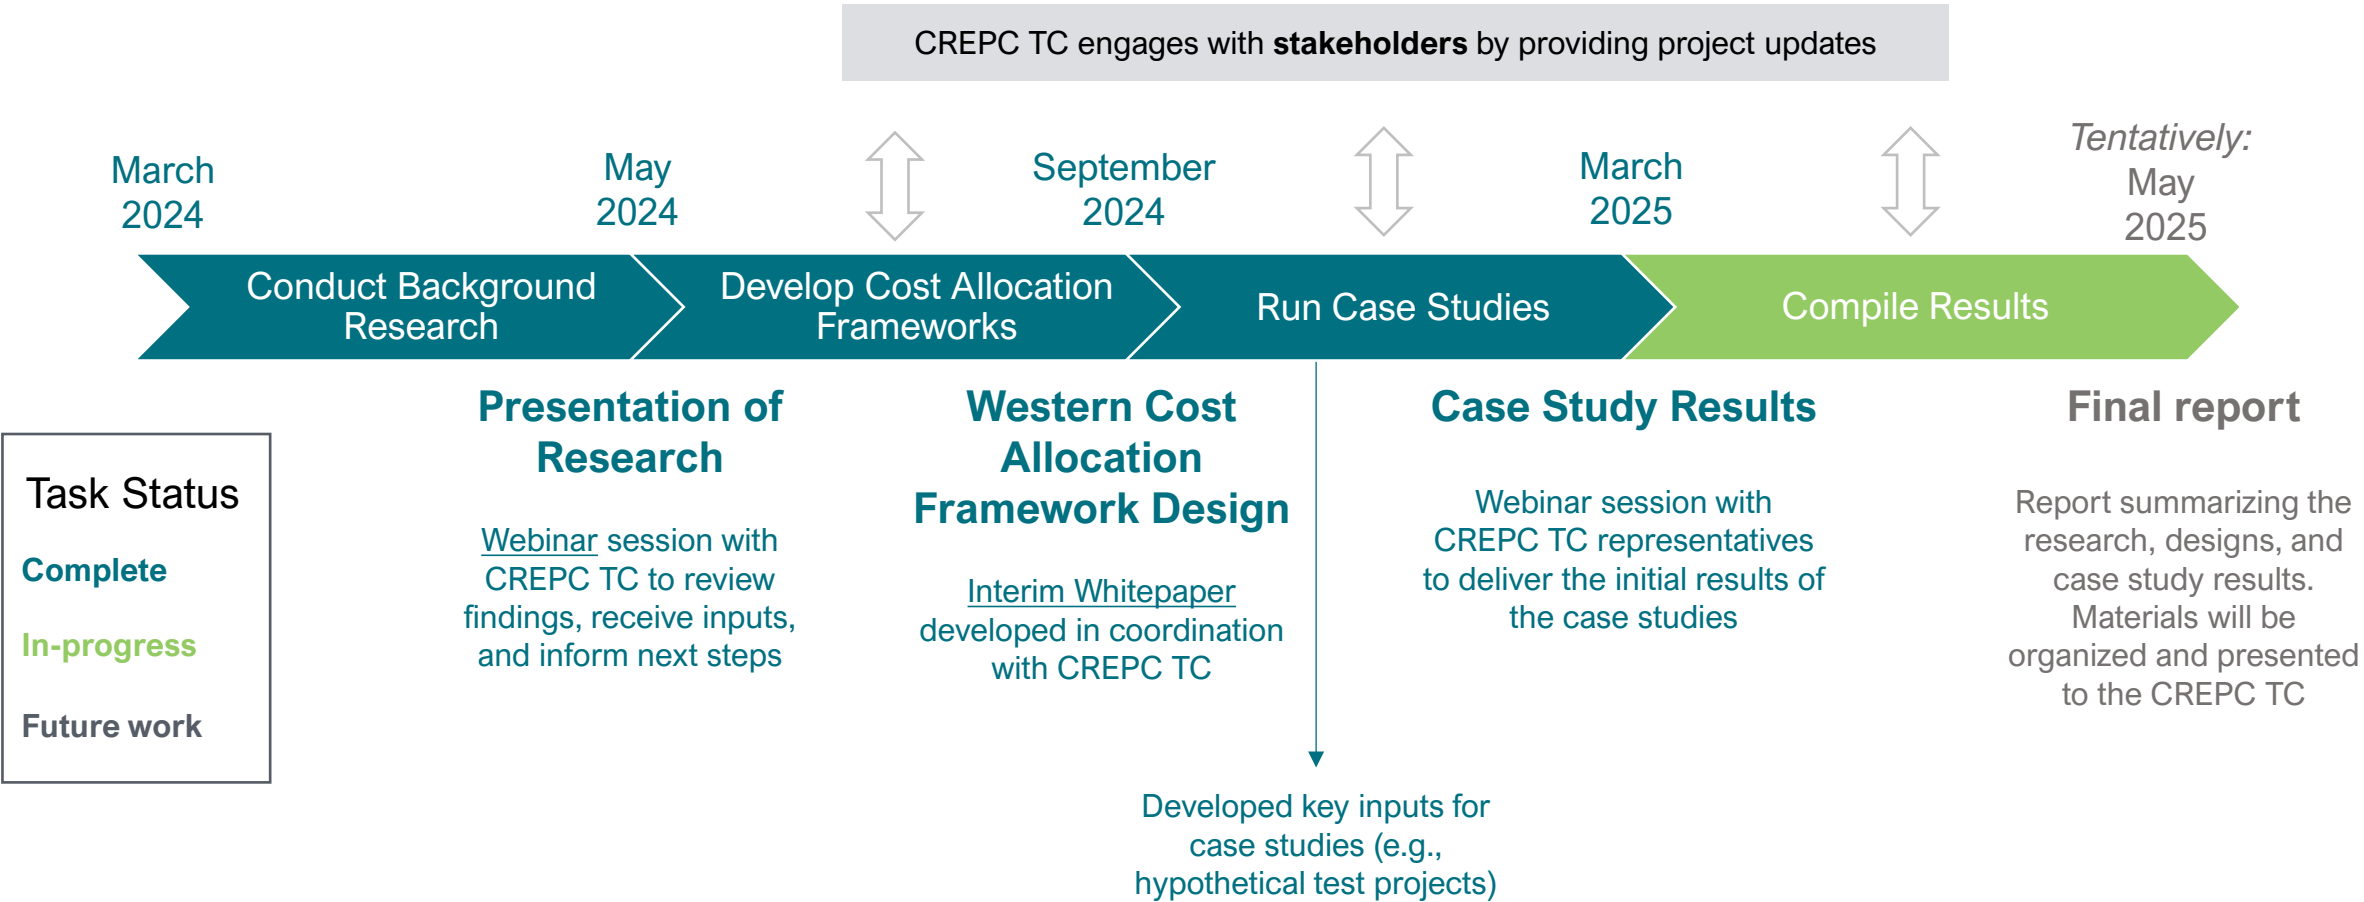 CREPC TC engages with stakeholders by providing project updates
March
2024
May
2024
September
2024
March
2025
Tentatively:
May
2025
Conduct Background
Research
Develop Cost Allocation
Frameworks
Run Case Studies
Compile Results
Presentation of
Research
Webinar session with
CREPC TC to review
findings, receive inputs,
and inform next steps
Western Cost
Allocation
Framework Design
Interim Whitepaper
developed in coordination
with CREPC TC
Case Study Results
Webinar session with
CREPC TC representatives
to deliver the initial results of
the case studies
Final report
Report summarizing the
research, designs, and
case study results.
Materials will be
organized and presented
to the CREPC TC
Task Status
Complete
In-progress
Future work
Developed key inputs for
case studies (e.g.,
hypothetical test projects)